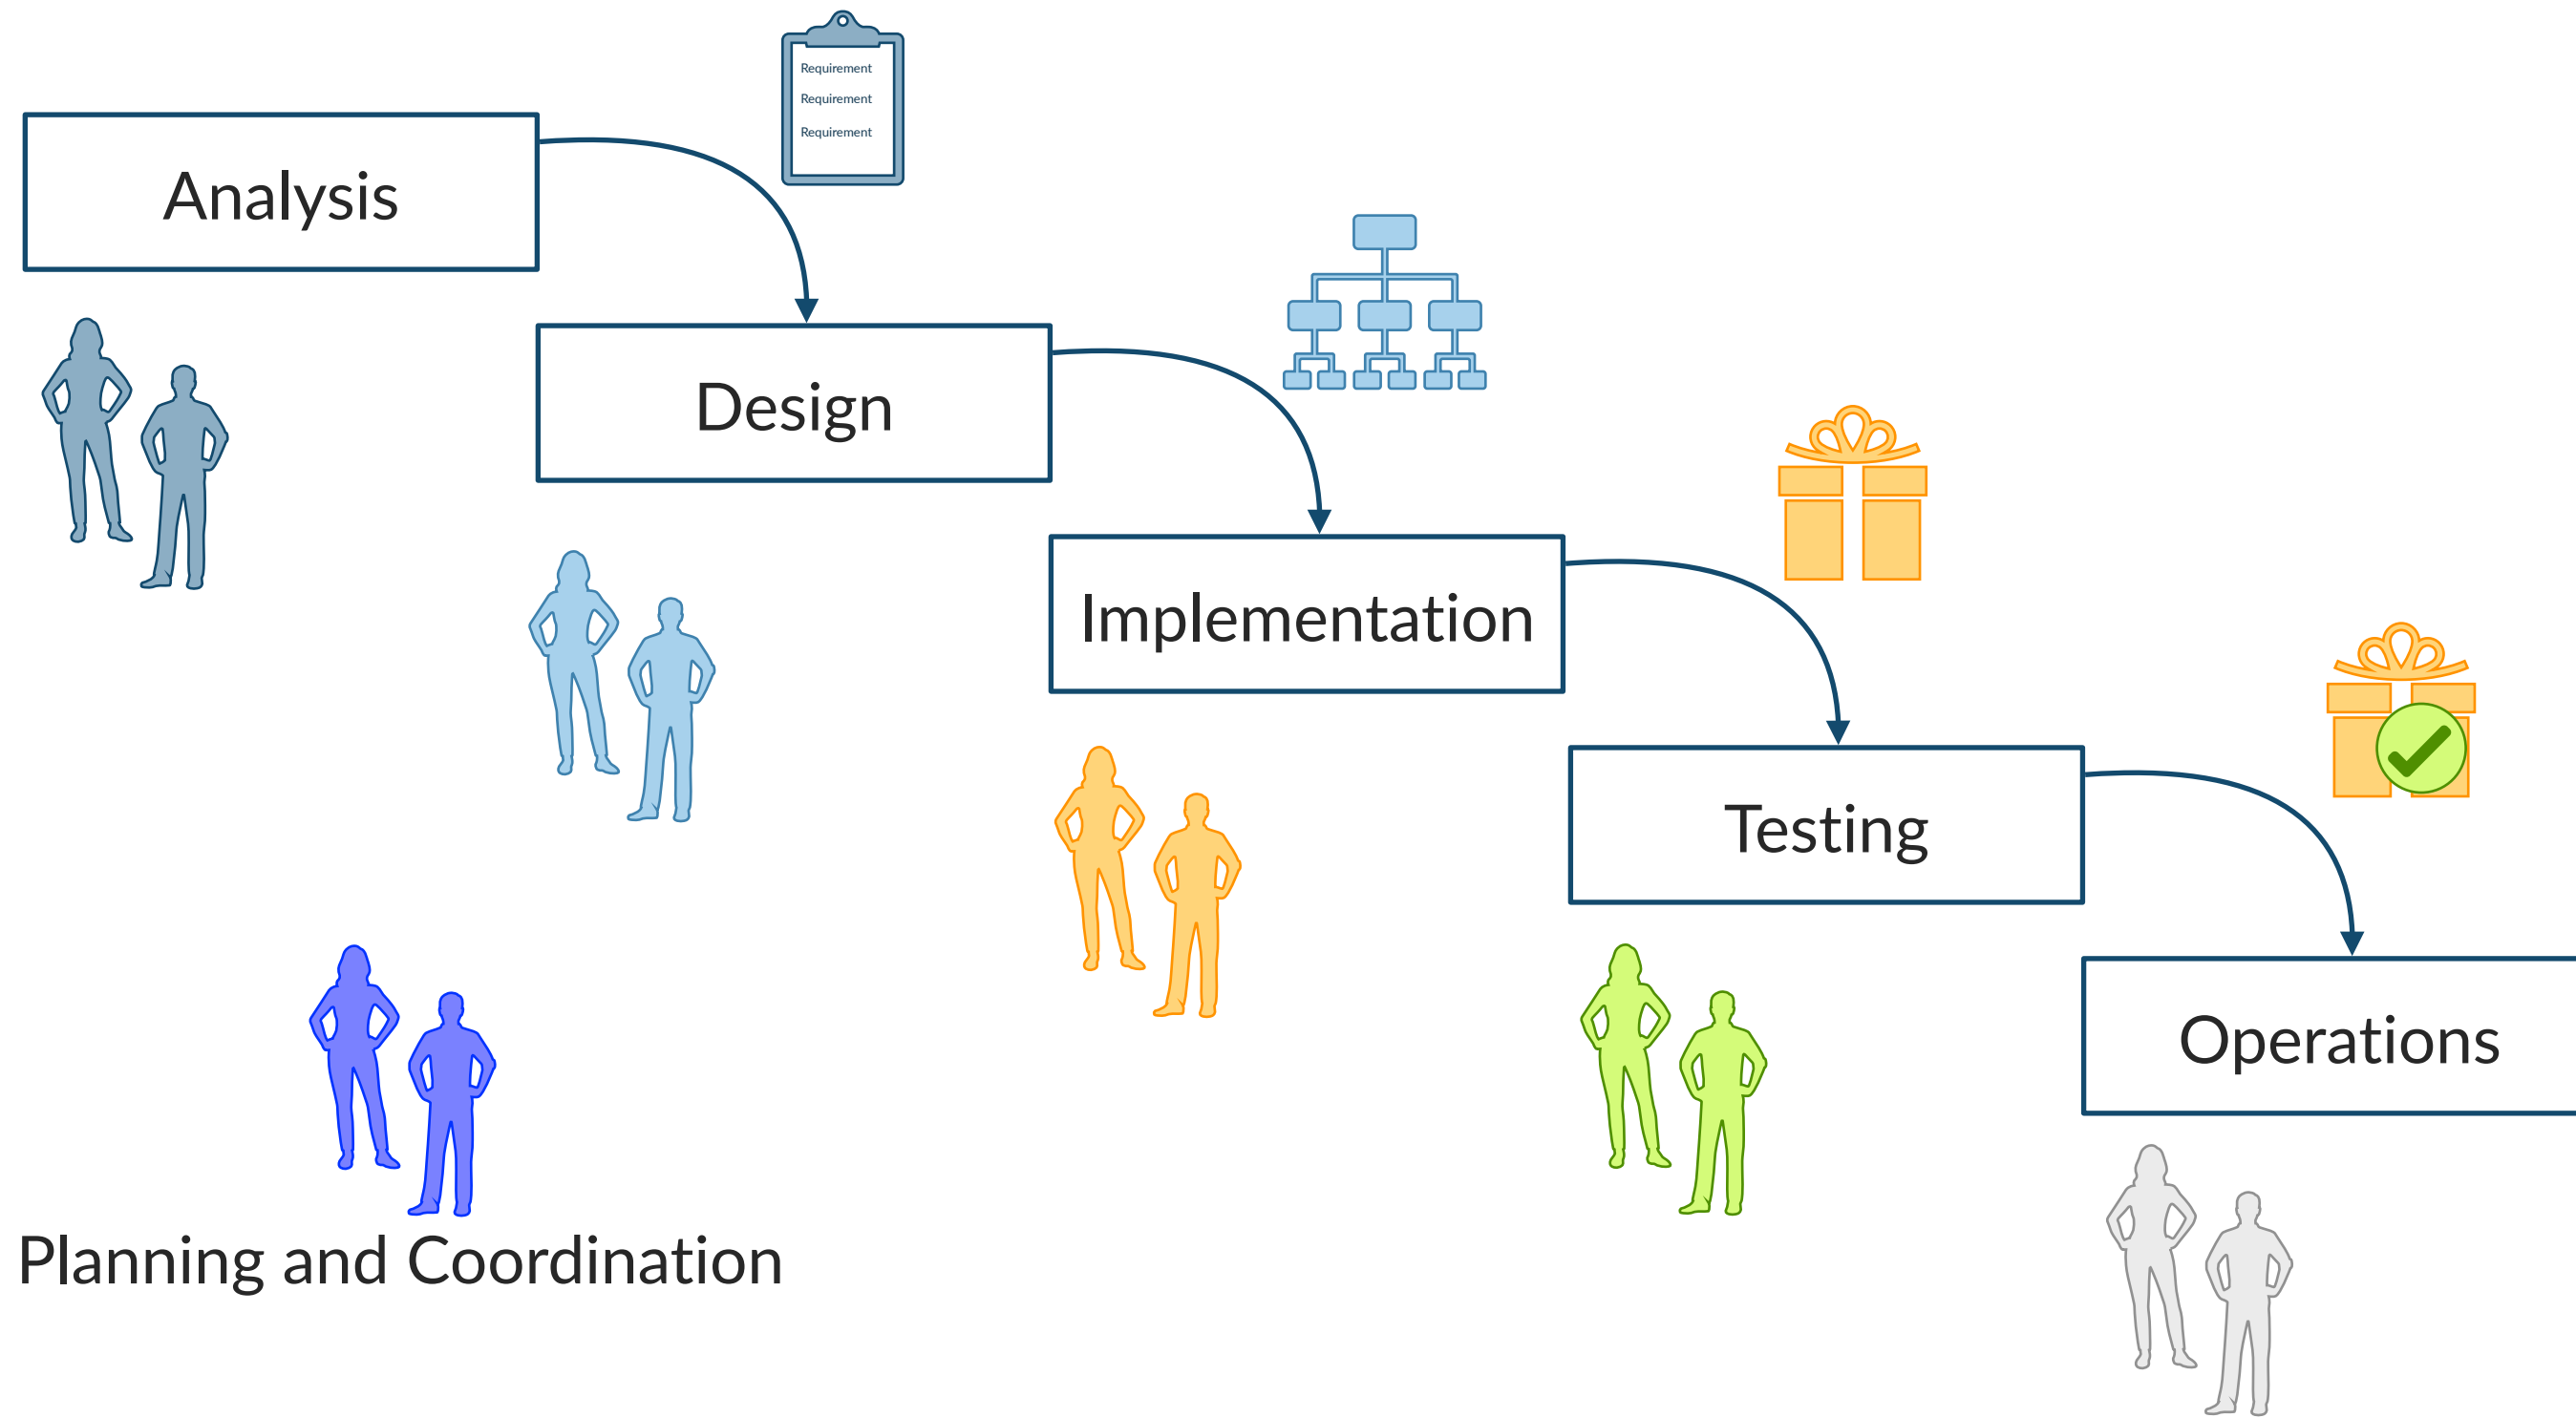 Requirement
Requirement
Requirement
Analysis
Design
Implementation
Testing
Operations
Planning and Coordination